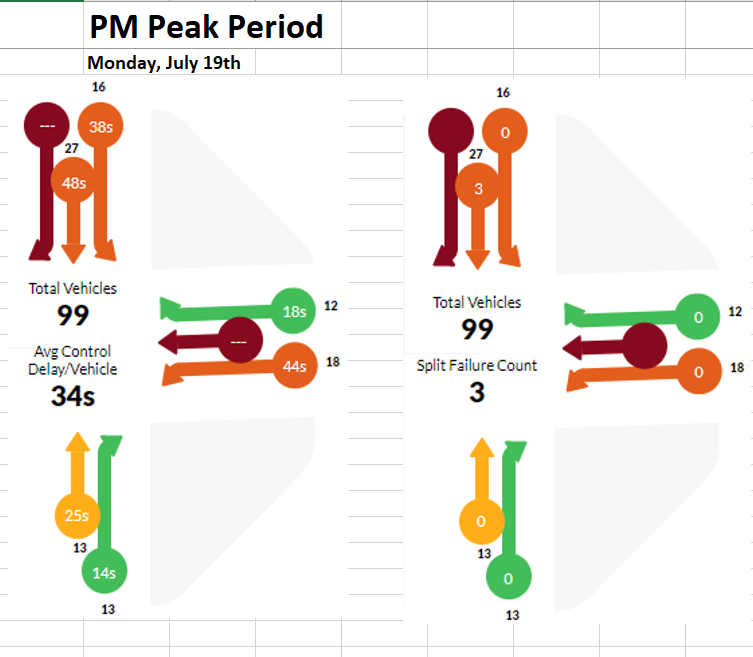 PM Peak Period
Monday, July 19th
16
--- 38s
27
48s
Total Vehicles
99
Avg Control
Delay/Vehicle
34s
18s 12
---
44s 18
25s
13
14s
13
16
0
27
3
Total Vehicles
99
Split Failure Count
3
0 12
0 18
0
13
0
13